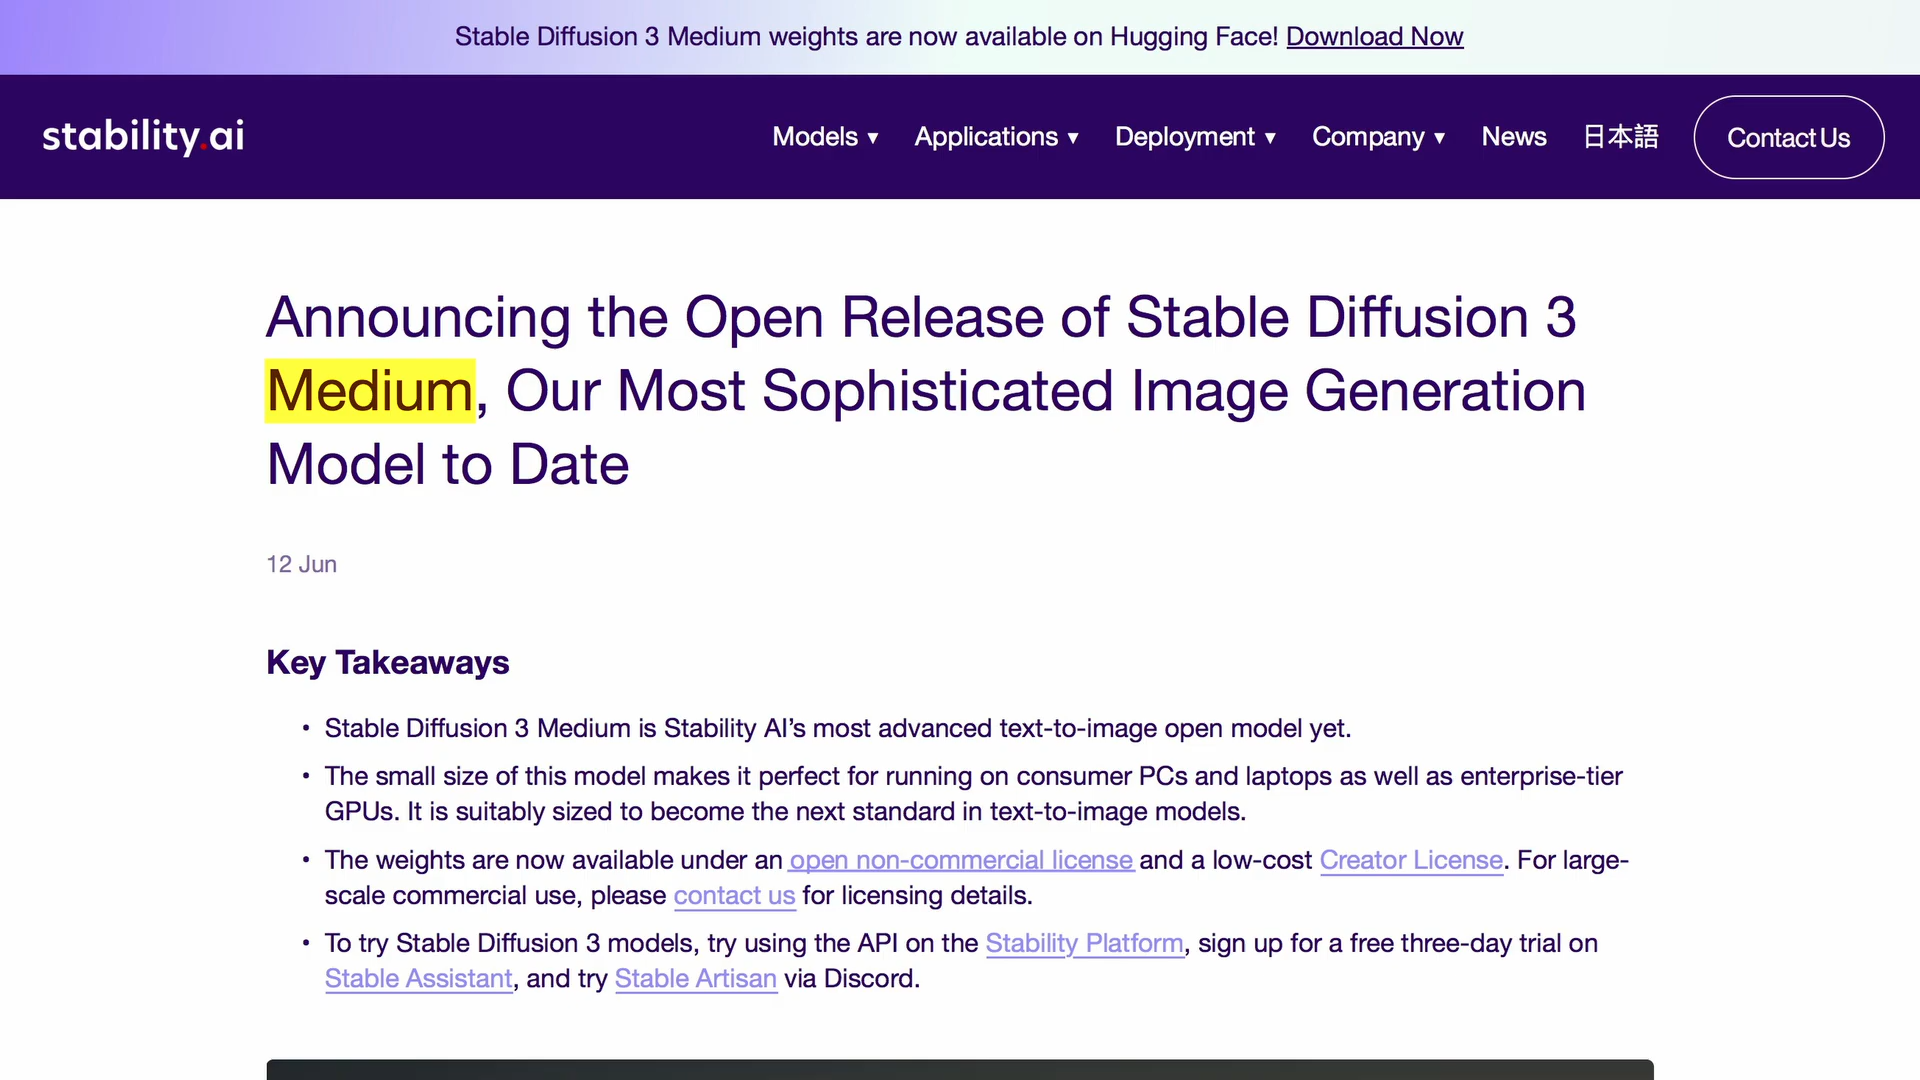 Stable Diffusion 3 Medium weights are now available on Hugging Face! Download Now
stability.ai
Models ▼ Applications ▼ Deployment ▼ Company ▼ News 日本語 Contact Us
Announcing the Open Release of Stable Diffusion 3
Medium, Our Most Sophisticated Image Generation
Model to Date
12 Jun
Key Takeaways
• Stable Diffusion 3 Medium is Stability AI’s most advanced text-to-image open model yet.
• The small size of this model makes it perfect for running on consumer PCs and laptops as well as enterprise-tier
GPUs. It is suitably sized to become the next standard in text-to-image models.
• The weights are now available under an open non-commercial license and a low-cost Creator License. For large-
scale commercial use, please contact us for licensing details.
• To try Stable Diffusion 3 models, try using the API on the Stability Platform, sign up for a free three-day trial on
Stable Assistant, and try Stable Artisan via Discord.